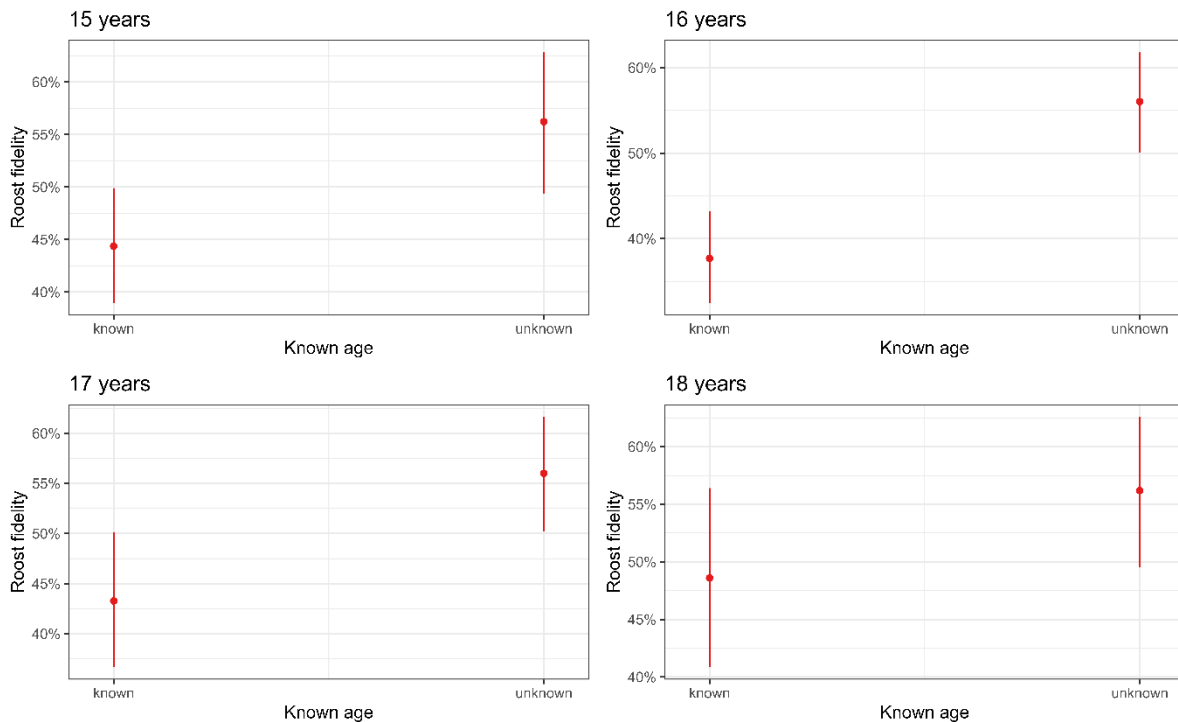 15 years
60%
55%
50%
45%
40%
Roost fidelity
known
unknown
Known age
16 years
60%
50%
40%
Roost fidelity
known
unknown
Known age
17 years
60%
55%
50%
45%
40%
Roost fidelity
known
unknown
Known age
18 years
60%
55%
50%
45%
40%
Roost fidelity
known
unknown
Known age